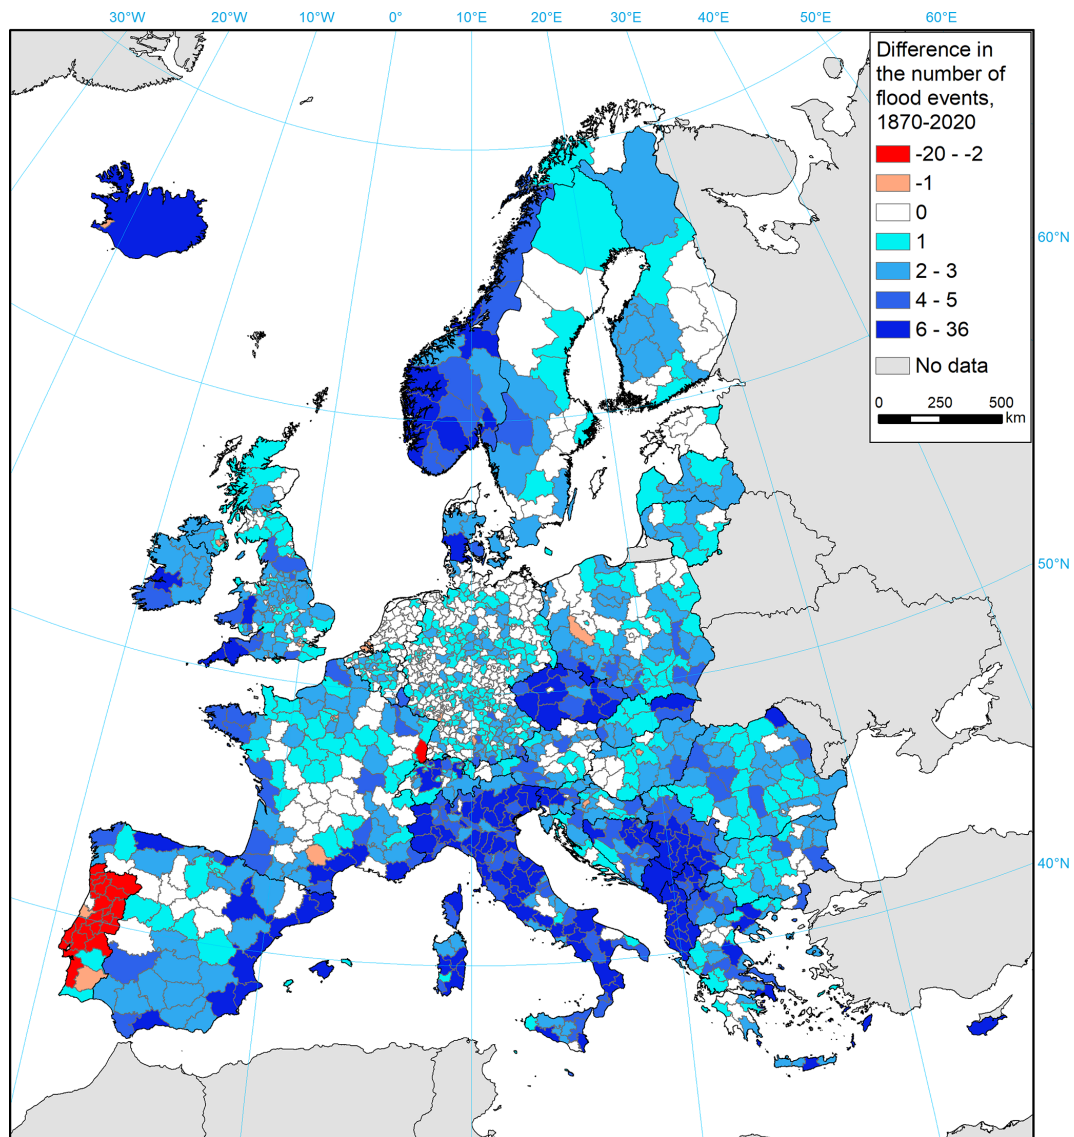 30°W 20°W 10°W 0° 10°E 20°E 30°E 40°E 50°E 60°E
Difference in
the number of
flood events,
1870-2020
-20 - -2
-1
0
1
2 - 3
4 - 5
6 - 36
No data
0 250 500
km
60°N
50°N
40°N